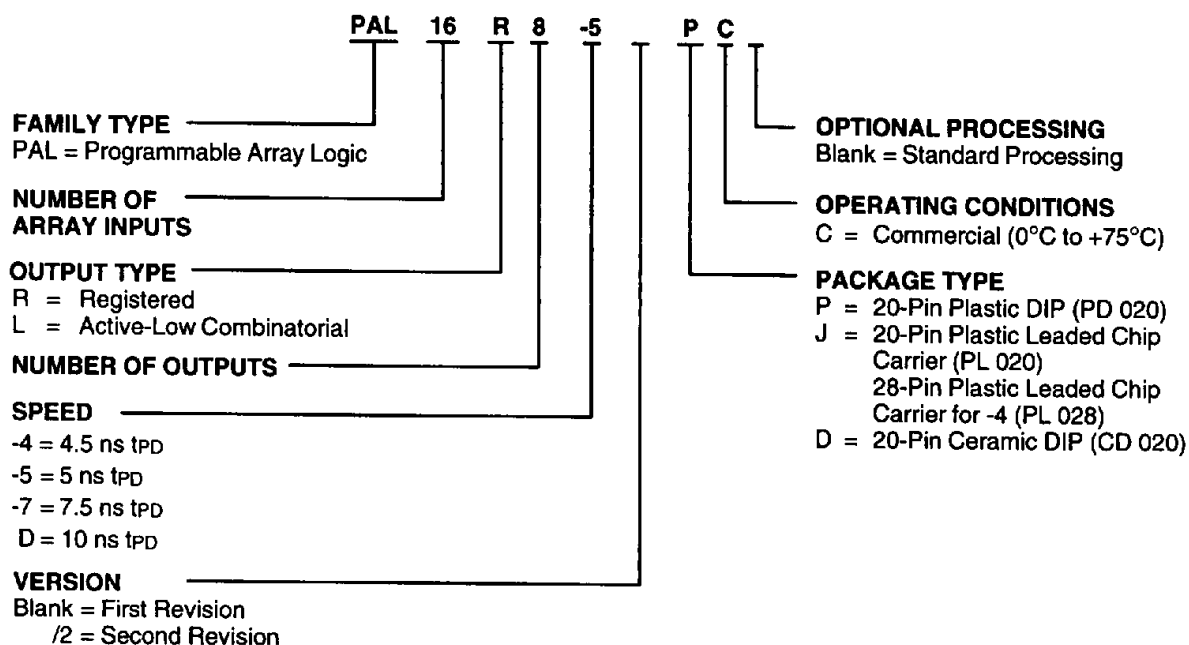 PAL 16 R 8 -5 P C
FAMILY TYPE
PAL = Programmable Array Logic
NUMBER OF
ARRAY INPUTS
OUTPUT TYPE
R = Registered
L = Active-Low Combinatorial
NUMBER OF OUTPUTS
SPEED
-4 = 4.5 ns tPD
-5 = 5 ns tPD
-7 = 7.5 ns tPD
D = 10 ns tPD
VERSION
Blank = First Revision
/2 = Second Revision
OPTIONAL PROCESSING
Blank = Standard Processing
OPERATING CONDITIONS
C = Commercial (0°C to +75°C)
PACKAGE TYPE
P = 20-Pin Plastic DIP (PD 020)
J = 20-Pin Plastic Leaded Chip
Carrier (PL 020)
28-Pin Plastic Leaded Chip
Carrier for -4 (PL 028)
D = 20-Pin Ceramic DIP (CD 020)